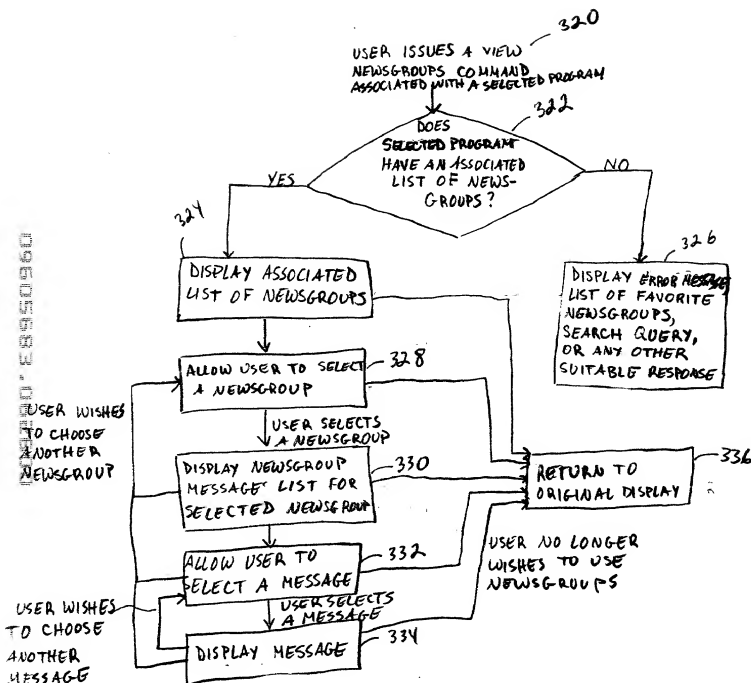 320
USER ISSUES A VIEW
NEWSGROUPS COMMAND
ASSOCIATED WITH A SELECTED PROGRAM
322
DOES
SELECTED PROGRAM
HAVE AN ASSOCIATED
LIST OF NEWS-
GROUPS?
YES
NO
324
DISPLAY ASSOCIATED
LIST OF NEWSGROUPS
326
DISPLAY ERROR MESSAGE,
LIST OF FAVORITE
NEWSGROUPS,
SEARCH QUERY,
OR ANY OTHER
SUITABLE RESPONSE
328
ALLOW USER TO SELECT
A NEWSGROUP
USER WISHES
TO CHOOSE
ANOTHER
NEWSGROUP
USER SELECTS
A NEWSGROUP
330
DISPLAY NEWSGROUP
MESSAGE LIST FOR
SELECTED NEWSGROUP
336
RETURN TO
ORIGINAL DISPLAY
332
ALLOW USER TO
SELECT A MESSAGE
USER NO LONGER
WISHES TO USE
NEWSGROUPS
USER WISHES
TO CHOOSE
ANOTHER
MESSAGE
USER SELECTS
A MESSAGE
334
DISPLAY MESSAGE